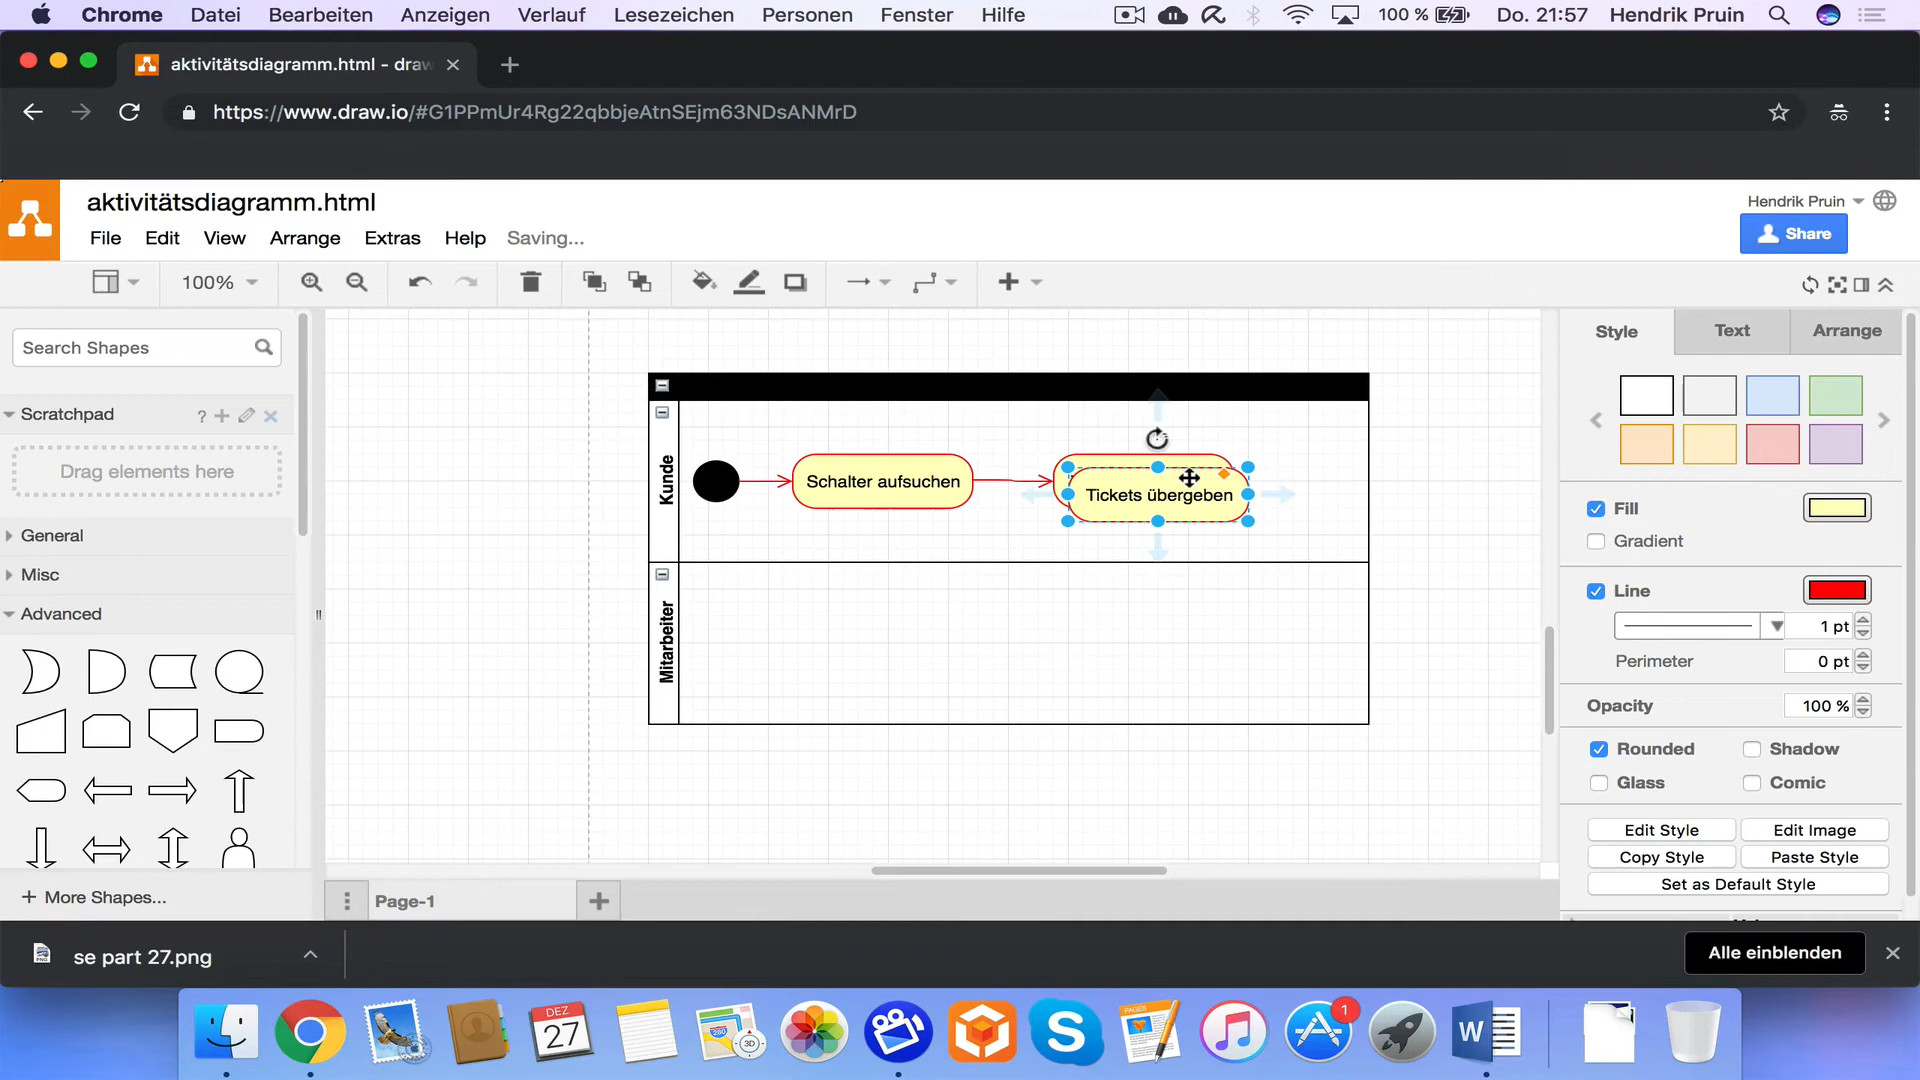 Chrome Datei Bearbeiten Anzeigen Verlauf Lesezeichen Personen Fenster Hilfe 100 % Do. 21:57 Hendrik Pruin
aktivitätsdiagramm.html - draw
https://www.draw.io/#G1PPmUr4Rg22qbbjeAtnSEjm63NDsANMrD
aktivitätsdiagramm.html
Hendrik Pruin
File Edit View Arrange Extras Help Saving...
Share
100%
Search Shapes
Style Text Arrange
Scratchpad ?
Drag elements here
General
Misc
Advanced
More Shapes...
Kunde
Schalter aufsuchen
Tickets übergeben
Mitarbeiter
Fill
Gradient
Line
1 pt
Perimeter 0 pt
Opacity 100 %
Rounded Shadow
Glass Comic
Edit Style Edit Image
Copy Style Paste Style
Set as Default Style
Page-1
se part 27.png
Alle einblenden
DEZ
27
280
3D
PAGES
1
S
W